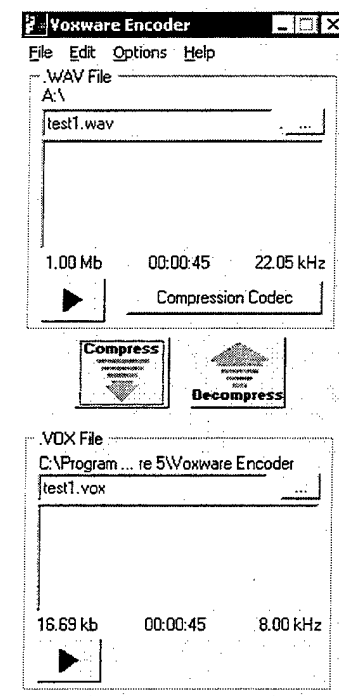 Voxware Encoder
File Edit Options Help
.WAV File
A:\
test1.wav ...
1.00 Mb 00:00:45 22.05 kHz
Compression Codec
Compress Decompress
.VOX File
C:\Program ... re 5\Voxware Encoder
test1.vox ...
16.69 kb 00:00:45 8.00 kHz